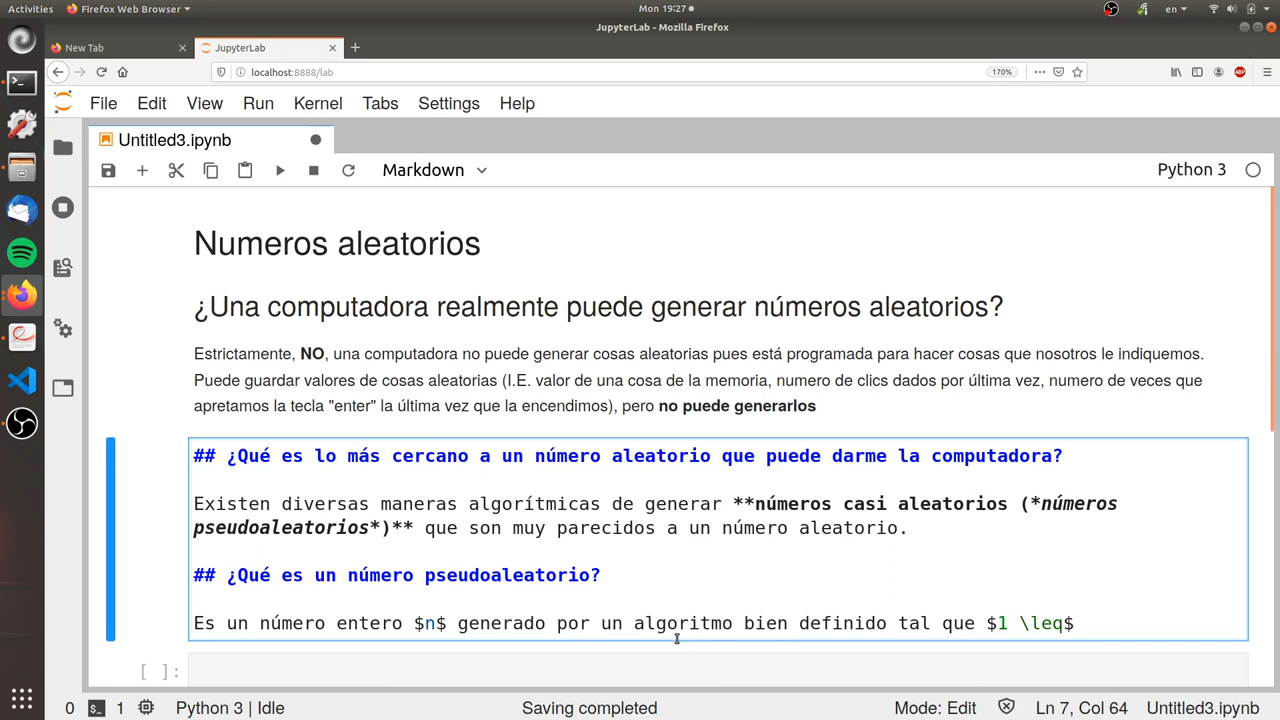 Activities Firefox Web Browser Mon 19:27 en
JupyterLab - Mozilla Firefox
New Tab JupyterLab
localhost:8888/lab 170% ABP
File Edit View Run Kernel Tabs Settings Help
Untitled3.ipynb
Markdown Python 3
Numeros aleatorios
¿Una computadora realmente puede generar números aleatorios?
Estrictamente, NO, una computadora no puede generar cosas aleatorias pues está programada para hacer cosas que nosotros le indiquemos.
Puede guardar valores de cosas aleatorias (I.E. valor de una cosa de la memoria, numero de clics dados por última vez, numero de veces que
apretamos la tecla "enter" la última vez que la encendimos), pero no puede generarlos
## ¿Qué es lo más cercano a un número aleatorio que puede darme la computadora?
Existen diversas maneras algorítmicas de generar **números casi aleatorios (*números
pseudoaleatorios*)** que son muy parecidos a un número aleatorio.
## ¿Qué es un número pseudoaleatorio?
Es un número entero $n$ generado por un algoritmo bien definido tal que $1 \leq$
[ ]:
0 1 Python 3 | Idle Saving completed Mode: Edit Ln 7, Col 64 Untitled3.ipynb